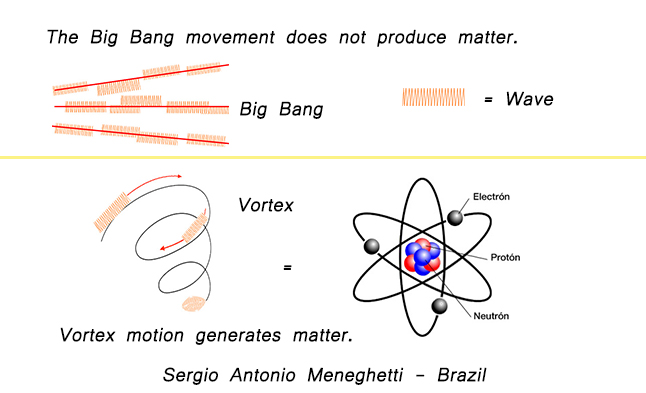 The Big Bang movement does not produce matter.
Big Bang
= Wave
Vortex
=
Electrón
Protón
Neutrón
Vortex motion generates matter.
Sergio Antonio Meneghetti - Brazil